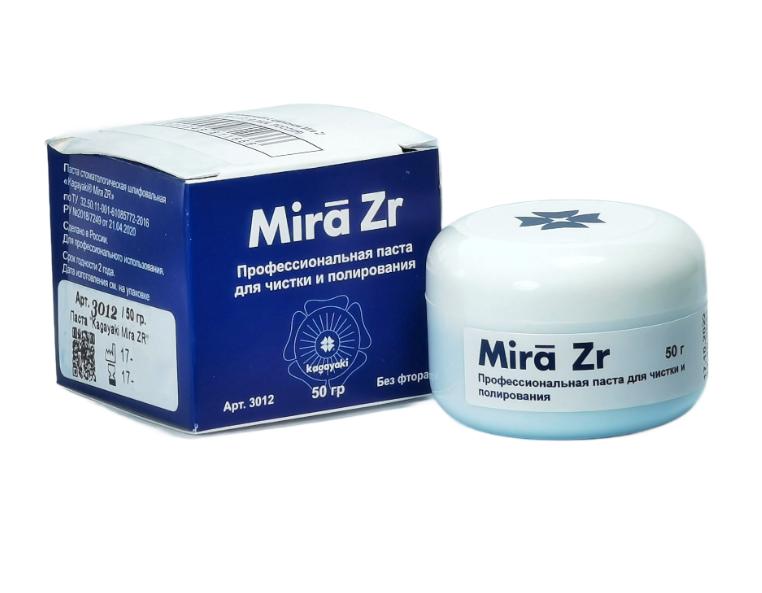 Паста стоматологическая шлифовальная
«Kagayaki® Mira ZR»
по ТУ 32.50.11-001-61085772-2016
РУ №2018/7249 от 21.04.2020
Сделано в России.
Для профессионального использования.
Срок годности 2 года.
Дата изготовления см. на упаковке
Арт. 3012 / 50 гр.
Паста "Kagayaki Mira ZR"
17-
17-
Mirā Zr
Профессиональная паста
для чистки и полирования
kagayaki
Арт. 3012
50 гр
Без фтора
Mirā Zr
50 г
Профессиональная паста для чистки и
полирования